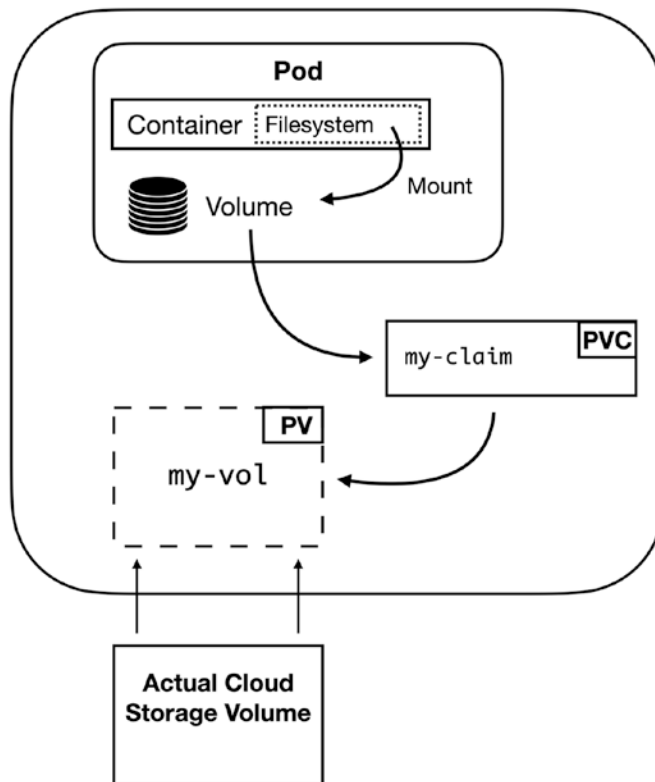 Pod
Container
Filesystem
Mount
Volume
PVC
my-claim
PV
my-vol
Actual Cloud
Storage Volume